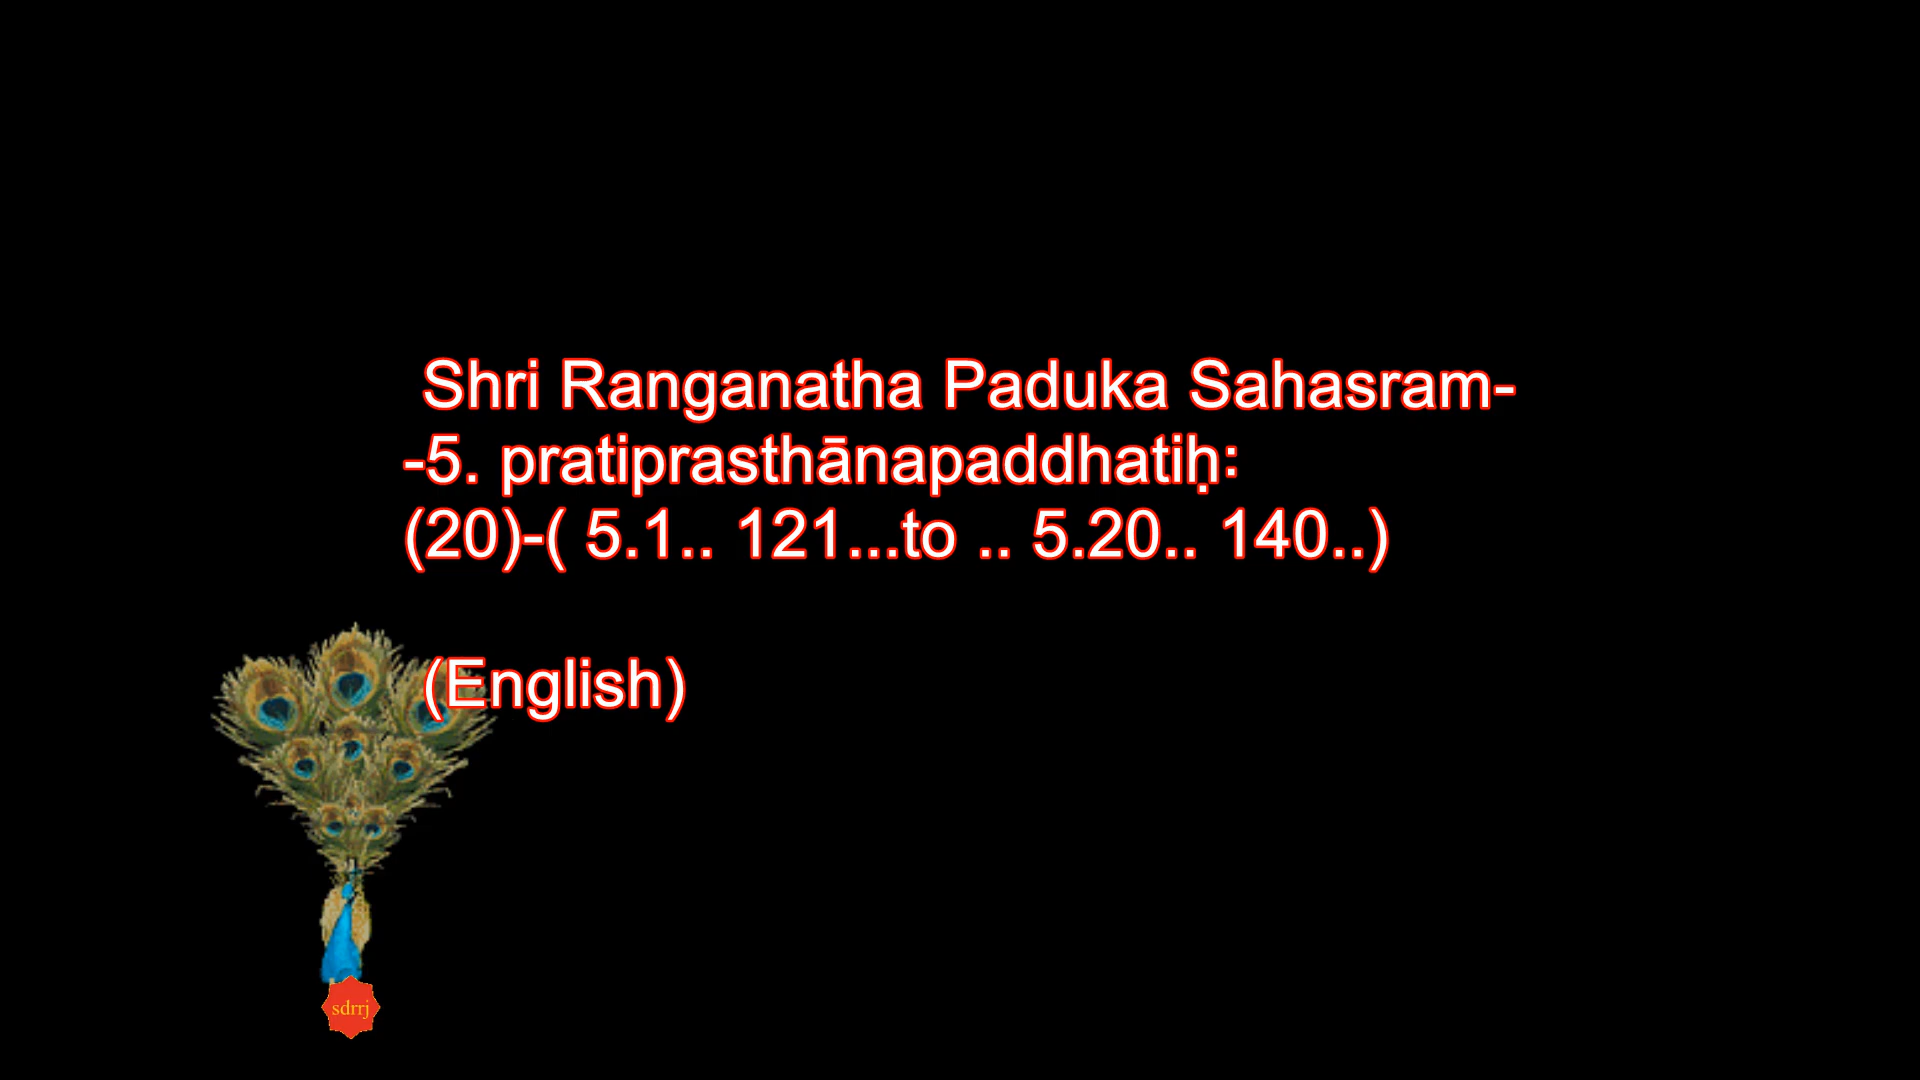 Shri Ranganatha Paduka Sahasram-
-5. pratiprasthānapaddhatiḥ:
(20)-( 5.1.. 121...to .. 5.20.. 140..)
(English)
sdrrj